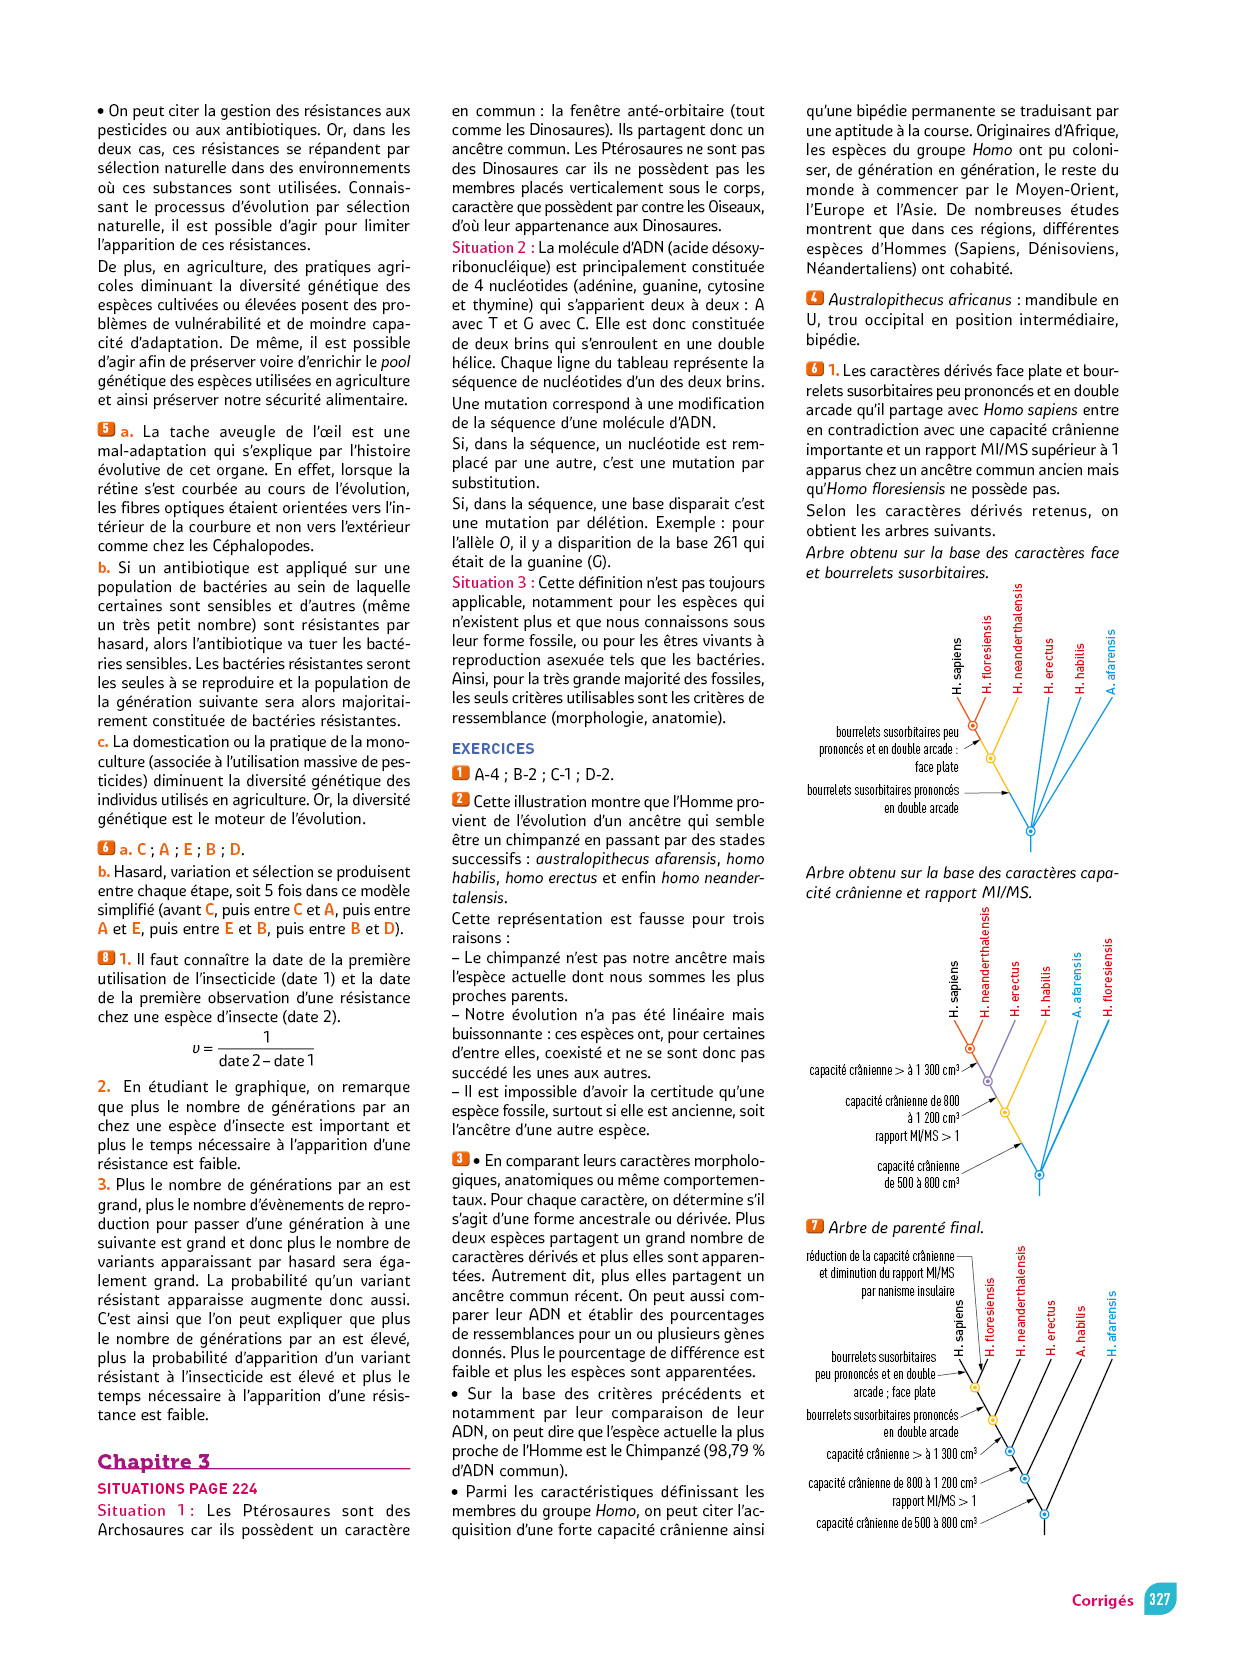 • On peut citer la gestion des résistances aux
pesticides ou aux antibiotiques. Or, dans les
deux cas, ces résistances se répandent par
sélection naturelle dans des environnements
où ces substances sont utilisées. Connais-
sant le processus d’évolution par sélection
naturelle, il est possible d’agir pour limiter
l’apparition de ces résistances.
De plus, en agriculture, des pratiques agri-
coles diminuant la diversité génétique des
espèces cultivées ou élevées posent des pro-
blèmes de vulnérabilité et de moindre capa-
cité d’adaptation. De même, il est possible
d’agir afin de préserver voire d’enrichir le pool
génétique des espèces utilisées en agriculture
et ainsi préserver notre sécurité alimentaire.
5 a. La tache aveugle de l’œil est une
mal-adaptation qui s’explique par l’histoire
évolutive de cet organe. En effet, lorsque la
rétine s’est courbée au cours de l’évolution,
les fibres optiques étaient orientées vers l’in-
térieur de la courbure et non vers l’extérieur
comme chez les Céphalopodes.
b. Si un antibiotique est appliqué sur une
population de bactéries au sein de laquelle
certaines sont sensibles et d’autres (même
un très petit nombre) sont résistantes par
hasard, alors l’antibiotique va tuer les bacté-
ries sensibles. Les bactéries résistantes seront
les seules à se reproduire et la population de
la génération suivante sera alors majoritai-
rement constituée de bactéries résistantes.
c. La domestication ou la pratique de la mono-
culture (associée à l’utilisation massive de pes-
ticides) diminuent la diversité génétique des
individus utilisés en agriculture. Or, la diversité
génétique est le moteur de l’évolution.
6 a. C ; A ; E ; B ; D.
b. Hasard, variation et sélection se produisent
entre chaque étape, soit 5 fois dans ce modèle
simplifié (avant C, puis entre C et A, puis entre
A et E, puis entre E et B, puis entre B et D).
8 1. Il faut connaître la date de la première
utilisation de l’insecticide (date 1) et la date
de la première observation d’une résistance
chez une espèce d’insecte (date 2).
υ = 1 / (date 2 – date 1)
2. En étudiant le graphique, on remarque
que plus le nombre de générations par an
chez une espèce d’insecte est important et
plus le temps nécessaire à l’apparition d’une
résistance est faible.
3. Plus le nombre de générations par an est
grand, plus le nombre d’évènements de repro-
duction pour passer d’une génération à une
suivante est grand et donc plus le nombre de
variants apparaissant par hasard sera éga-
lement grand. La probabilité qu’un variant
résistant apparaisse augmente donc aussi.
C’est ainsi que l’on peut expliquer que plus
le nombre de générations par an est élevé,
plus la probabilité d’apparition d’un variant
résistant à l’insecticide est élevé et plus le
temps nécessaire à l’apparition d’une résis-
tance est faible.
Chapitre 3
SITUATIONS PAGE 224
Situation 1 : Les Ptérosaures sont des
Archosaures car ils possèdent un caractère
en commun : la fenêtre anté-orbitaire (tout
comme les Dinosaures). Ils partagent donc un
ancêtre commun. Les Ptérosaures ne sont pas
des Dinosaures car ils ne possèdent pas les
membres placés verticalement sous le corps,
caractère que possèdent par contre les Oiseaux,
d’où leur appartenance aux Dinosaures.
Situation 2 : La molécule d’ADN (acide désoxy-
ribonucléique) est principalement constituée
de 4 nucléotides (adénine, guanine, cytosine
et thymine) qui s’apparient deux à deux : A
avec T et G avec C. Elle est donc constituée
de deux brins qui s’enroulent en une double
hélice. Chaque ligne du tableau représente la
séquence de nucléotides d’un des deux brins.
Une mutation correspond à une modification
de la séquence d’une molécule d’ADN.
Si, dans la séquence, un nucléotide est rem-
placé par une autre, c’est une mutation par
substitution.
Si, dans la séquence, une base disparait c’est
une mutation par délétion. Exemple : pour
l’allèle O, il y a disparition de la base 261 qui
était de la guanine (G).
Situation 3 : Cette définition n’est pas toujours
applicable, notamment pour les espèces qui
n’existent plus et que nous connaissons sous
leur forme fossile, ou pour les êtres vivants à
reproduction asexuée tels que les bactéries.
Ainsi, pour la très grande majorité des fossiles,
les seuls critères utilisables sont les critères de
ressemblance (morphologie, anatomie).
EXERCICES
1 A-4 ; B-2 ; C-1 ; D-2.
2 Cette illustration montre que l’Homme pro-
vient de l’évolution d’un ancêtre qui semble
être un chimpanzé en passant par des stades
successifs : australopithecus afarensis, homo
habilis, homo erectus et enfin homo neander-
talensis.
Cette représentation est fausse pour trois
raisons :
– Le chimpanzé n’est pas notre ancêtre mais
l’espèce actuelle dont nous sommes les plus
proches parents.
– Notre évolution n’a pas été linéaire mais
buissonnante : ces espèces ont, pour certaines
d’entre elles, coexisté et ne se sont donc pas
succédé les unes aux autres.
– Il est impossible d’avoir la certitude qu’une
espèce fossile, surtout si elle est ancienne, soit
l’ancêtre d’une autre espèce.
3 • En comparant leurs caractères morpholo-
giques, anatomiques ou même comportemen-
taux. Pour chaque caractère, on détermine s’il
s’agit d’une forme ancestrale ou dérivée. Plus
deux espèces partagent un grand nombre de
caractères dérivés et plus elles sont apparen-
tées. Autrement dit, plus elles partagent un
ancêtre commun récent. On peut aussi com-
parer leur ADN et établir des pourcentages
de ressemblances pour un ou plusieurs gènes
donnés. Plus le pourcentage de différence est
faible et plus les espèces sont apparentées.
• Sur la base des critères précédents et
notamment par leur comparaison de leur
ADN, on peut dire que l’espèce actuelle la plus
proche de l’Homme est le Chimpanzé (98,79 %
d’ADN commun).
• Parmi les caractéristiques définissant les
membres du groupe Homo, on peut citer l’ac-
quisition d’une forte capacité crânienne ainsi
qu’une bipédie permanente se traduisant par
une aptitude à la course. Originaires d’Afrique,
les espèces du groupe Homo ont pu coloni-
ser, de génération en génération, le reste du
monde à commencer par le Moyen-Orient,
l’Europe et l’Asie. De nombreuses études
montrent que dans ces régions, différentes
espèces d’Hommes (Sapiens, Dénisoviens,
Néandertaliens) ont cohabité.
4 Australopithecus africanus : mandibule en
U, trou occipital en position intermédiaire,
bipédie.
6 1. Les caractères dérivés face plate et bour-
relets susorbitaires peu prononcés et en double
arcade qu’il partage avec Homo sapiens entre
en contradiction avec une capacité crânienne
importante et un rapport MI/MS supérieur à 1
apparus chez un ancêtre commun ancien mais
qu’Homo floresiensis ne possède pas.
Selon les caractères dérivés retenus, on
obtient les arbres suivants.
Arbre obtenu sur la base des caractères face
et bourrelets susorbitaires.
H. sapiens
H. floresiensis
H. neanderthalensis
H. erectus
H. habilis
A. afarensis
bourrelets susorbitaires peu
prononcés et en double arcade :
face plate
bourrelets susorbitaires prononcés
en double arcade
Arbre obtenu sur la base des caractères capa-
cité crânienne et rapport MI/MS.
H. sapiens
H. neanderthalensis
H. erectus
H. habilis
A. afarensis
H. floresiensis
capacité crânienne > à 1 300 cm³
capacité crânienne de 800
à 1 200 cm³
rapport MI/MS > 1
capacité crânienne
de 500 à 800 cm³
7 Arbre de parenté final.
réduction de la capacité crânienne
et diminution du rapport MI/MS
par nanisme insulaire
H. sapiens
H. floresiensis
H. neanderthalensis
H. erectus
A. habilis
H. afarensis
bourrelets susorbitaires
peu prononcés et en double
arcade ; face plate
bourrelets susorbitaires prononcés
en double arcade
capacité crânienne > à 1 300 cm³
capacité crânienne de 800 à 1 200 cm³
rapport MI/MS > 1
capacité crânienne de 500 à 800 cm³
Corrigés 327